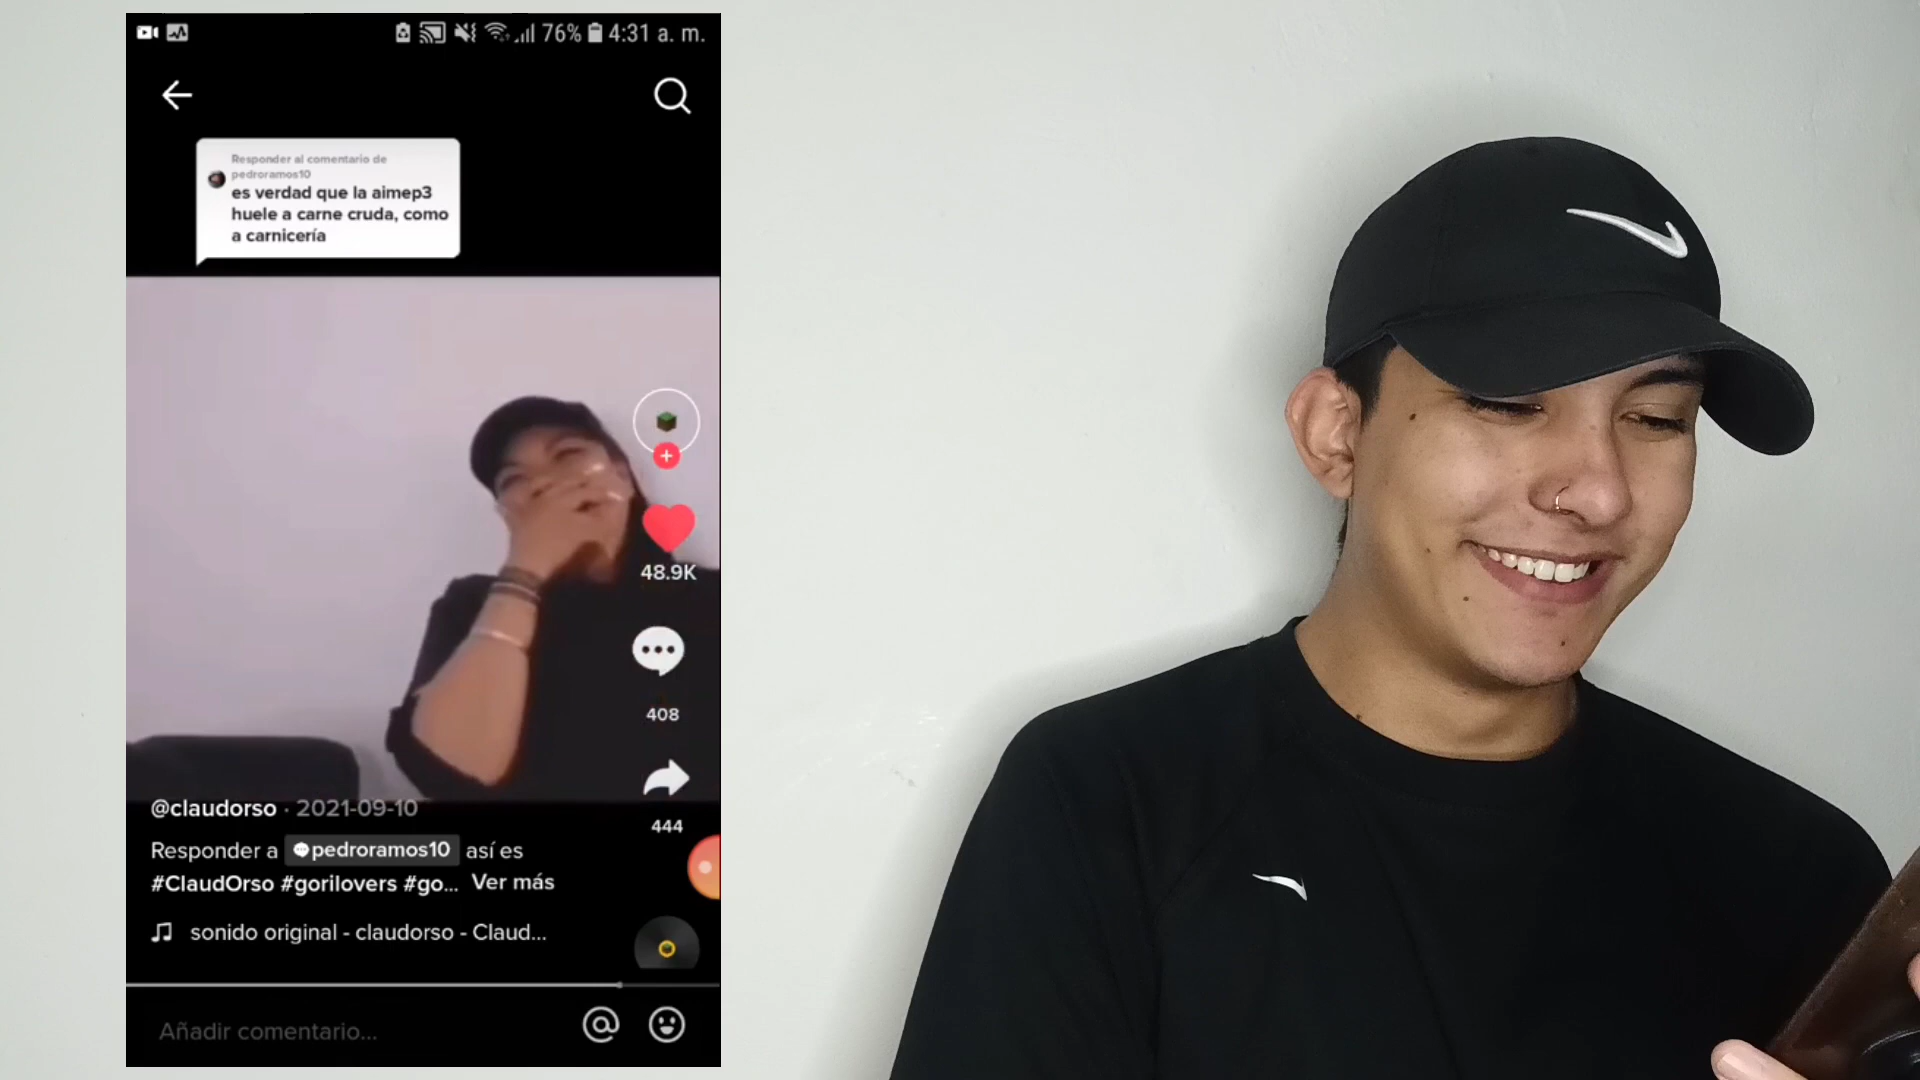 76% 4:31 a. m.
Responder al comentario de
pedroramos10
es verdad que la aimep3
huele a carne cruda, como
a carnicería
48.9K
408
444
@claudorso · 2021-09-10
Responder a pedroramos10 así es
#ClaudOrso #gorilovers #go... Ver más
sonido original - claudorso - Claud...
Añadir comentario...